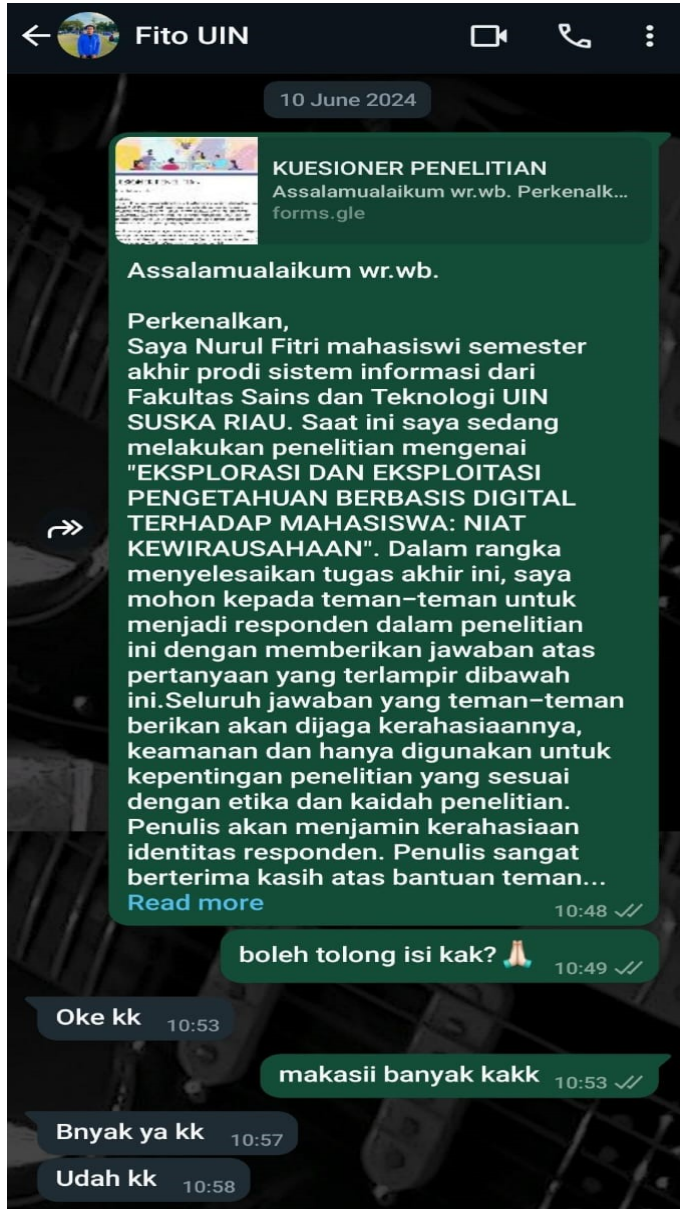 Fito UIN
10 June 2024
KUESIONER PENELITIAN
Assalamualaikum wr.wb. Perkenalk...
forms.gle
Assalamualaikum wr.wb.
Perkenalkan,
Saya Nurul Fitri mahasiswi semester
akhir prodi sistem informasi dari
Fakultas Sains dan Teknologi UIN
SUSKA RIAU. Saat ini saya sedang
melakukan penelitian mengenai
"EKSPLORASI DAN EKSPLOITASI
PENGETAHUAN BERBASIS DIGITAL
TERHADAP MAHASISWA: NIAT
KEWIRAUSAHAAN". Dalam rangka
menyelesaikan tugas akhir ini, saya
mohon kepada teman-teman untuk
menjadi responden dalam penelitian
ini dengan memberikan jawaban atas
pertanyaan yang terlampir dibawah
ini.Seluruh jawaban yang teman-teman
berikan akan dijaga kerahasiaannya,
keamanan dan hanya digunakan untuk
kepentingan penelitian yang sesuai
dengan etika dan kaidah penelitian.
Penulis akan menjamin kerahasiaan
identitas responden. Penulis sangat
berterima kasih atas bantuan teman...
Read more 10:48
boleh tolong isi kak? 🙏🏻 10:49
Oke kk 10:53
makasii banyak kakk 10:53
Bnyak ya kk 10:57
Udah kk 10:58